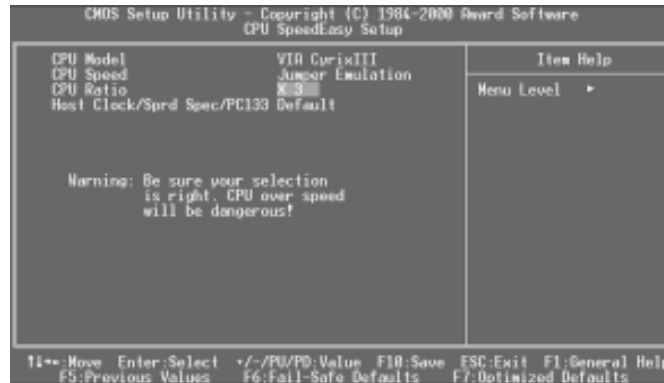 CMOS Setup Utility - Copyright (C) 1984-2000 Award Software
CPU SpeedEasy Setup
CPU Model VIA CyrixIII
CPU Speed Jumper Emulation
CPU Ratio X 3
Host Clock/Sprd Spec/PC133 Default
Warning: Be sure your selection
is right. CPU over speed
will be dangerous!
Item Help
Menu Level ►
↑↓→←:Move Enter:Select +/-/PU/PD:Value F10:Save ESC:Exit F1:General Help
F5:Previous Values F6:Fail-Safe Defaults F7:Optimized Defaults